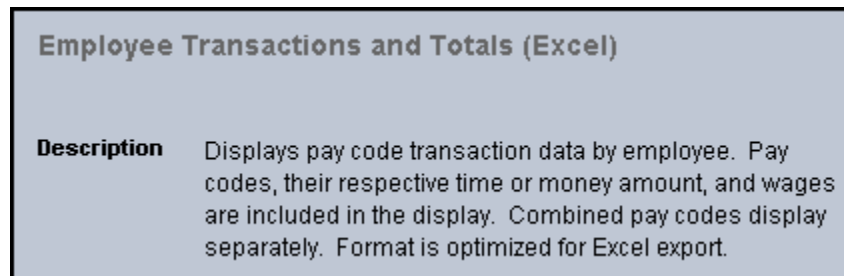 Employee Transactions and Totals (Excel)
Description
Displays pay code transaction data by employee.  Pay
codes, their respective time or money amount, and wages
are included in the display.  Combined pay codes display
separately.  Format is optimized for Excel export.